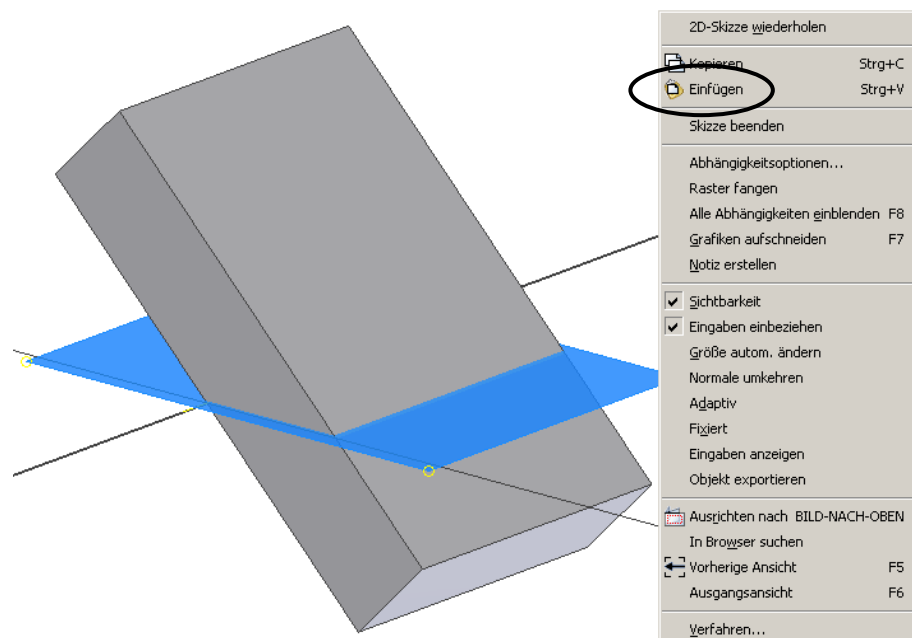 2D-Skizze wiederholen
Kopieren Strg+C
Einfügen Strg+V
Skizze beenden
Abhängigkeitsoptionen...
Raster fangen
Alle Abhängigkeiten einblenden F8
Grafiken aufschneiden F7
Notiz erstellen
Sichtbarkeit
Eingaben einbeziehen
Größe autom. ändern
Normale umkehren
Adaptiv
Fixiert
Eingaben anzeigen
Objekt exportieren
Ausrichten nach BILD-NACH-OBEN
In Browser suchen
Vorherige Ansicht F5
Ausgangsansicht F6
Verfahren...